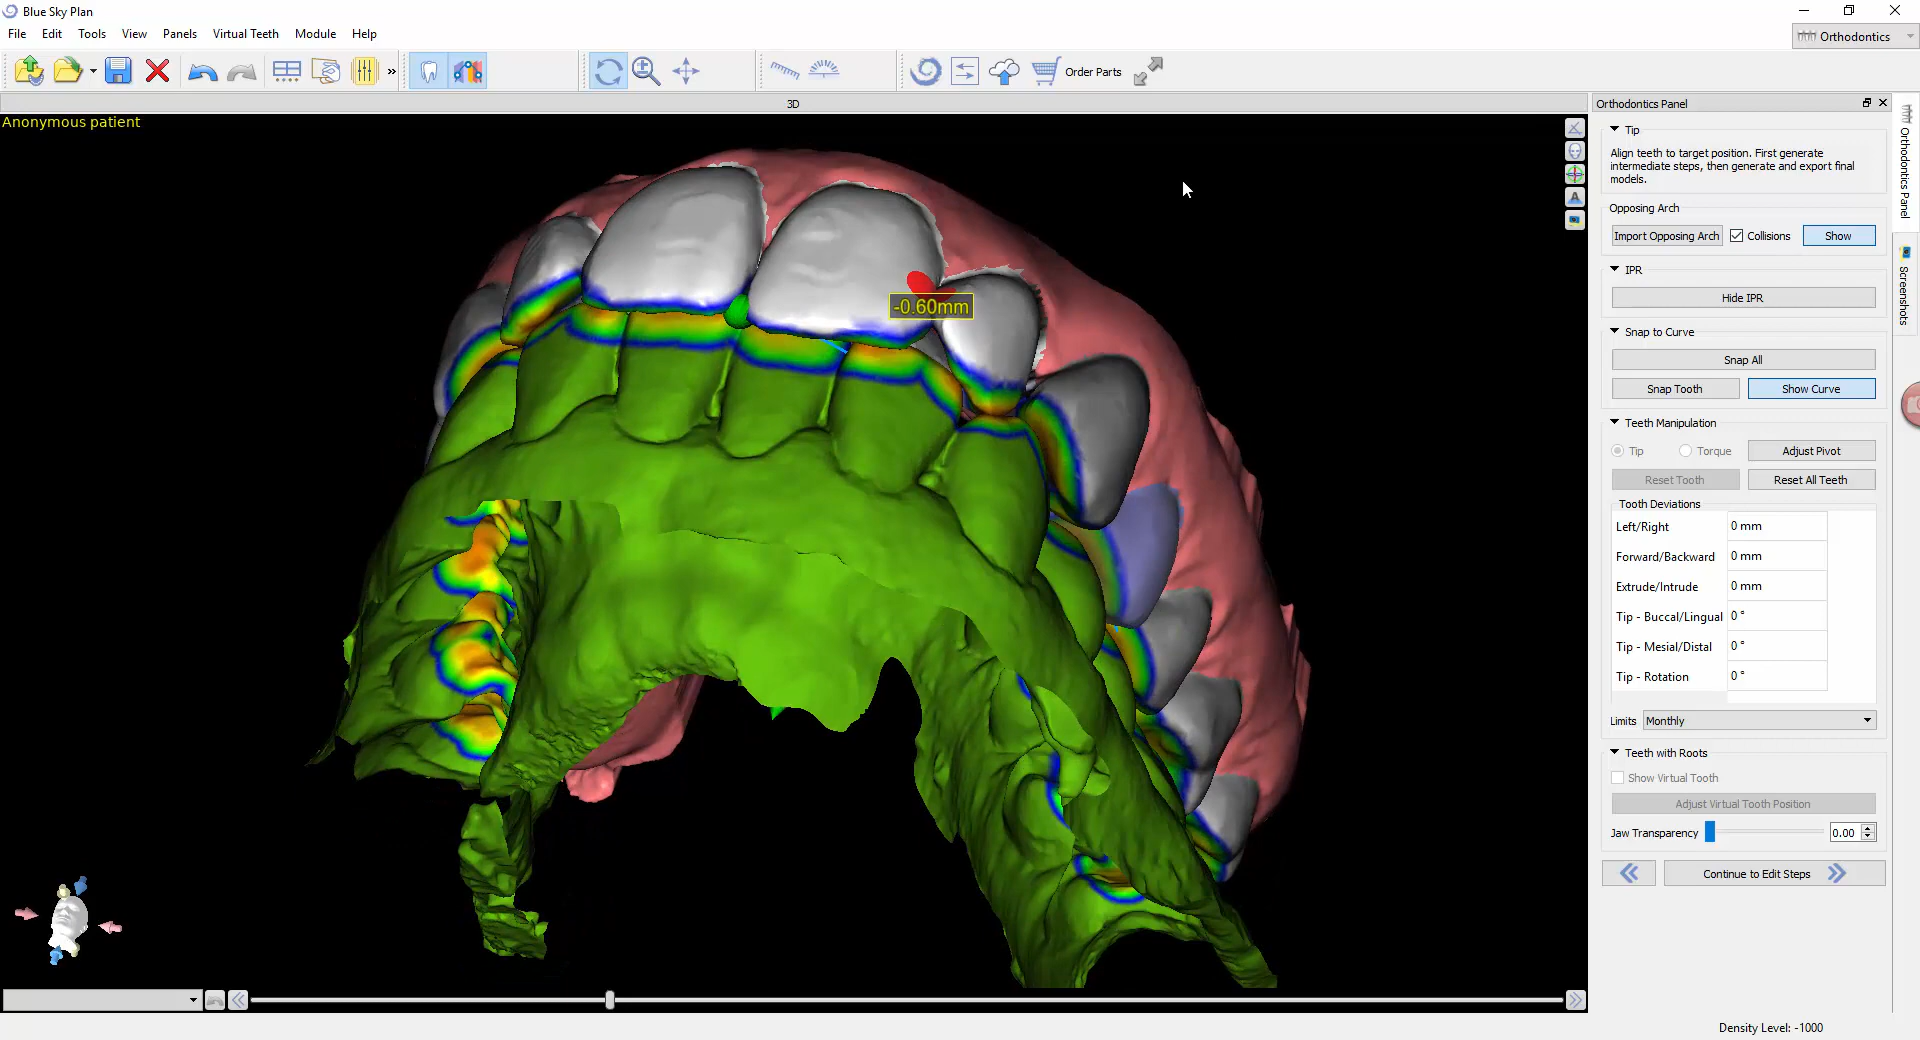 Blue Sky Plan
File Edit Tools View Panels Virtual Teeth Module Help
Orthodontics
Order Parts
3D
Orthodontics Panel
Anonymous patient
Tip
Align teeth to target position. First generate
intermediate steps, then generate and export final
models.
Opposing Arch
Import Opposing Arch Collisions Show
IPR
Hide IPR
Snap to Curve
Snap All
Snap Tooth Show Curve
Teeth Manipulation
Tip Torque Adjust Pivot
Reset Tooth Reset All Teeth
Tooth Deviations
Left/Right 0 mm
Forward/Backward 0 mm
Extrude/Intrude 0 mm
Tip - Buccal/Lingual 0 °
Tip - Mesial/Distal 0 °
Tip - Rotation 0 °
Limits Monthly
Teeth with Roots
Show Virtual Tooth
Adjust Virtual Tooth Position
Jaw Transparency 0.00
Continue to Edit Steps
Orthodontics Panel
Screenshots
-0.60mm
Density Level: -1000